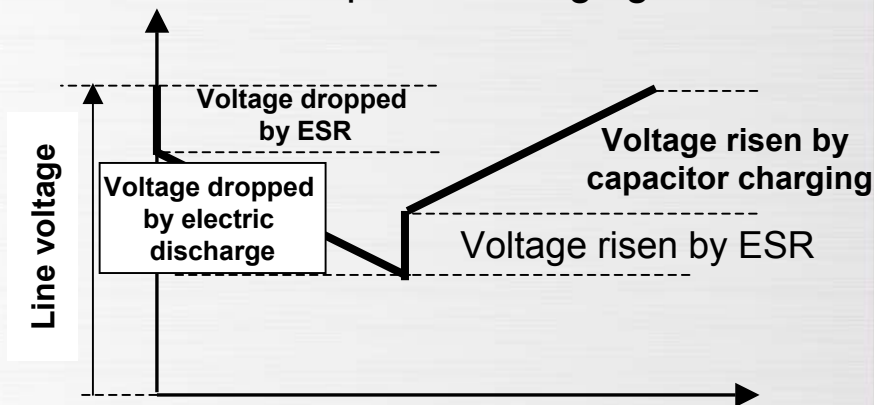 Voltage dropped
by ESR
Voltage risen by
capacitor charging
Voltage dropped
by electric
discharge
Voltage risen by ESR
Line voltage